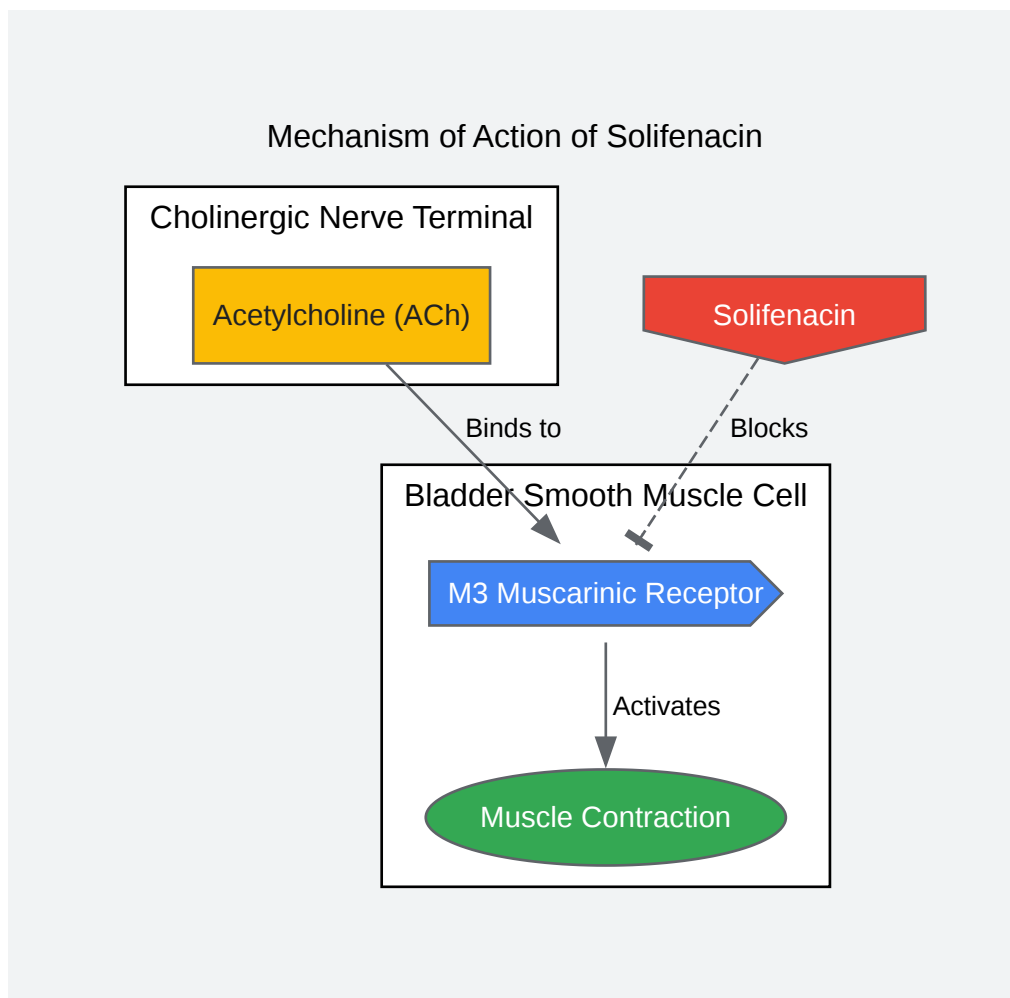 Mechanism of Action of Solifenacin
Cholinergic Nerve Terminal
Acetylcholine (ACh)
Solifenacin
Binds to
Blocks
Bladder Smooth Muscle Cell
M3 Muscarinic Receptor
Activates
Muscle Contraction